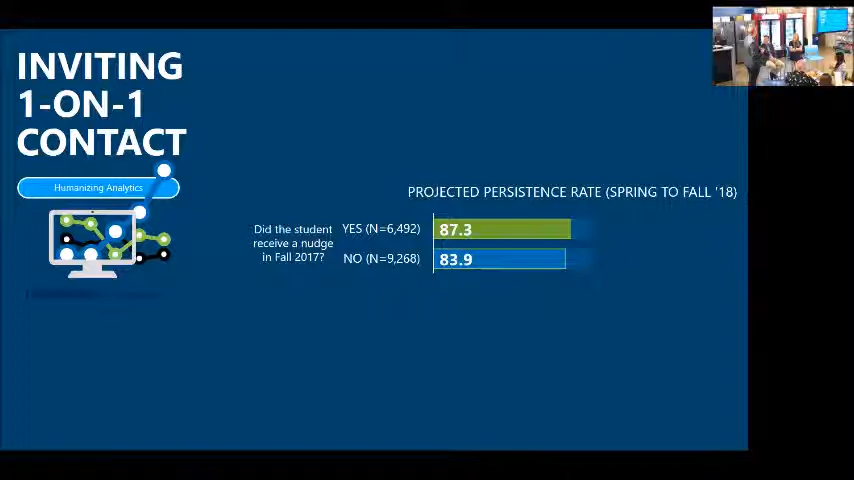 INVITING
1-ON-1
CONTACT
Humanizing Analytics
PROJECTED PERSISTENCE RATE (SPRING TO FALL '18)
Did the student
receive a nudge
in Fall 2017?
YES (N=6,492)
87.3
NO (N=9,268)
83.9